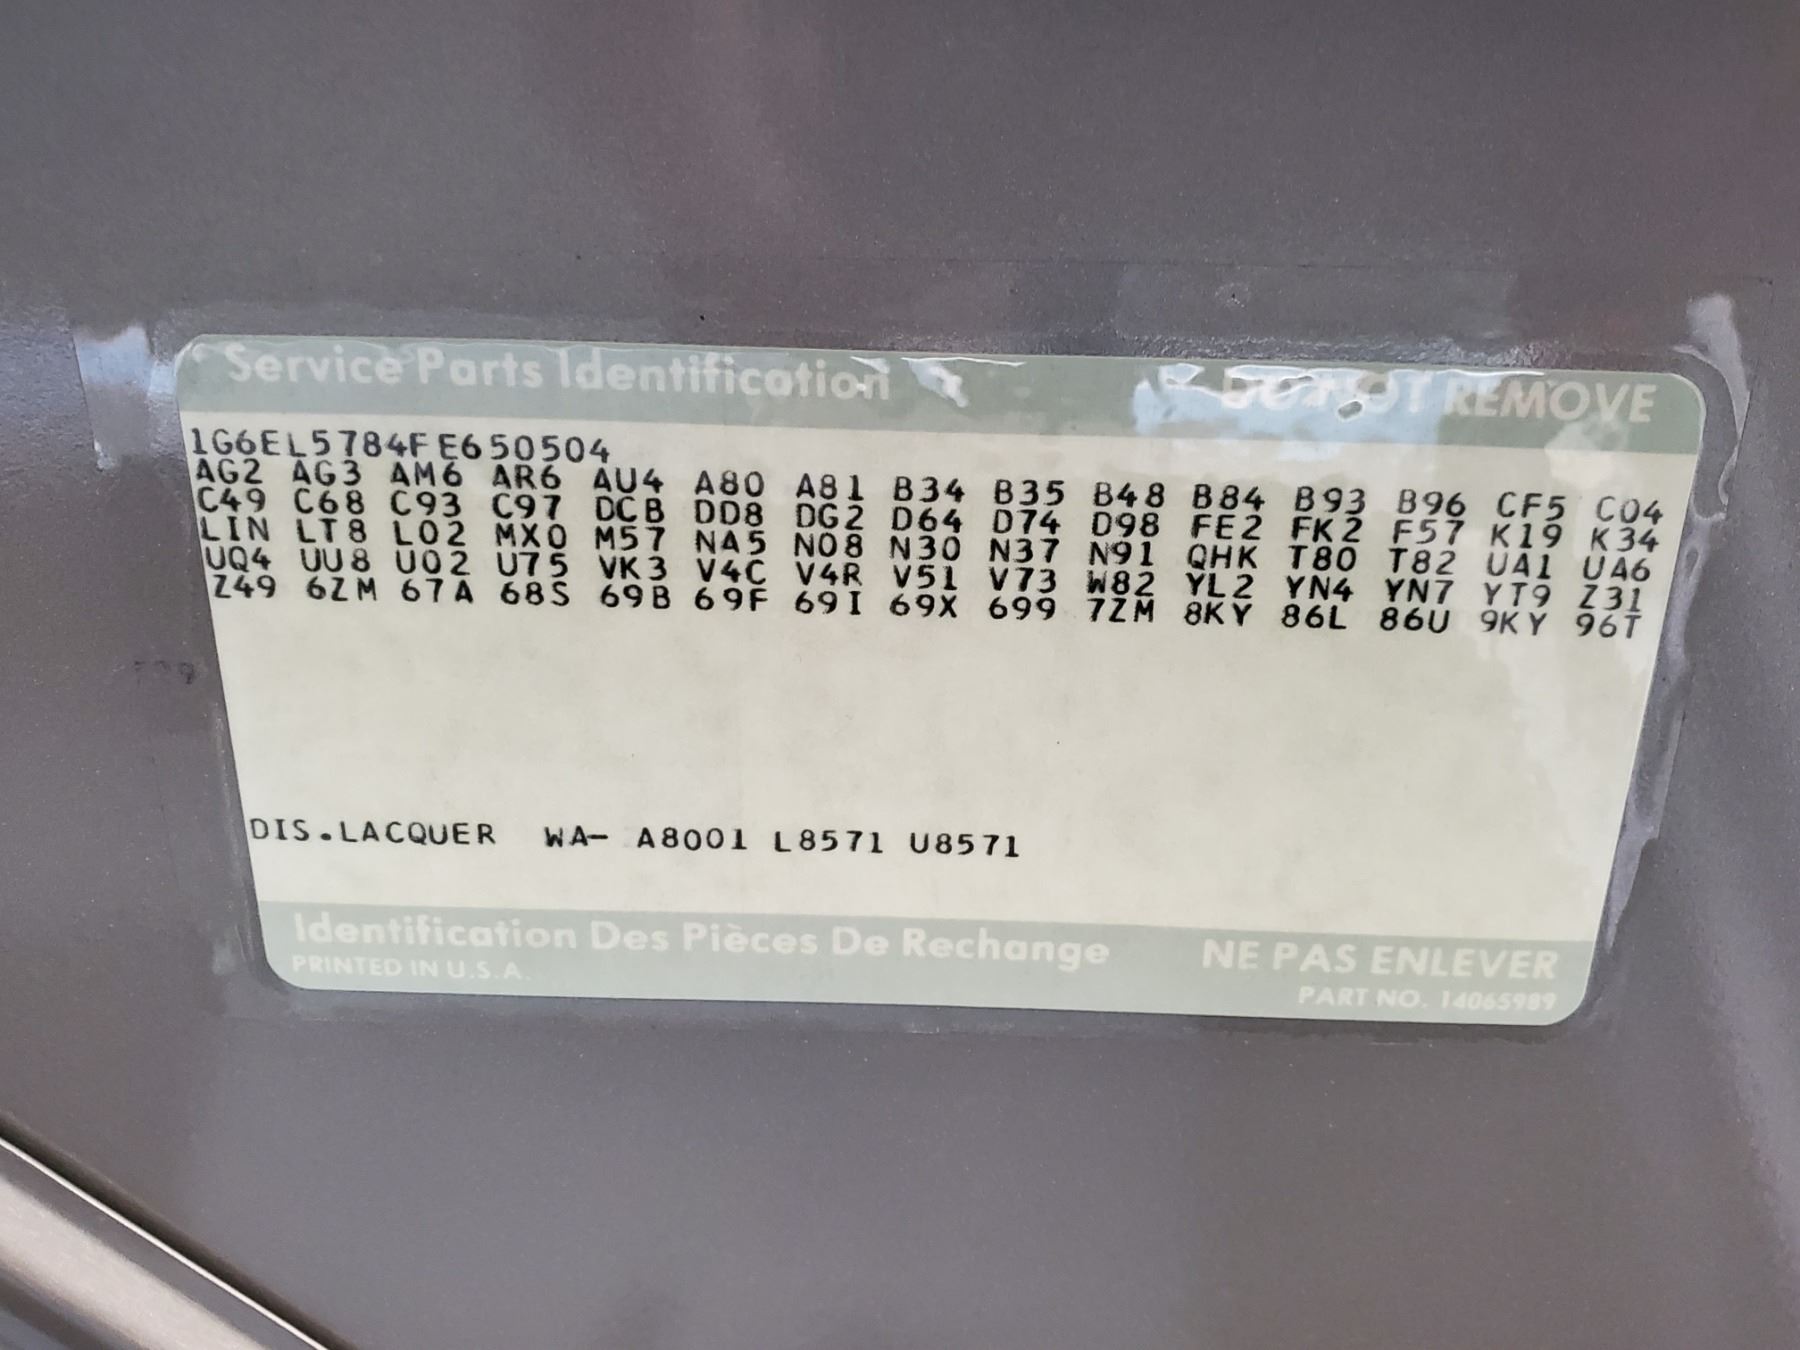 Service Parts Identification DO NOT REMOVE
1G6EL5784FE650504
AG2 AG3 AM6 AR6 AU4 A80 A81 B34 B35 B48 B84 B93 B96 CF5 C04
C49 C68 C93 C97 DCB DD8 DG2 D64 D74 D98 FE2 FK2 F57 K19 K34
LIN LT8 L02 MX0 M57 NA5 N08 N30 N37 N91 QHK T80 T82 UA1 UA6
UQ4 UU8 U02 U75 VK3 V4C V4R V51 V73 W82 YL2 YN4 YN7 YT9 Z31
Z49 6ZM 67A 68S 69B 69F 69I 69X 699 7ZM 8KY 86L 86U 9KY 96T
DIS.LACQUER WA- A8001 L8571 U8571
Identification Des Pièces De Rechange NE PAS ENLEVER
PRINTED IN U.S.A. PART NO. 14065989